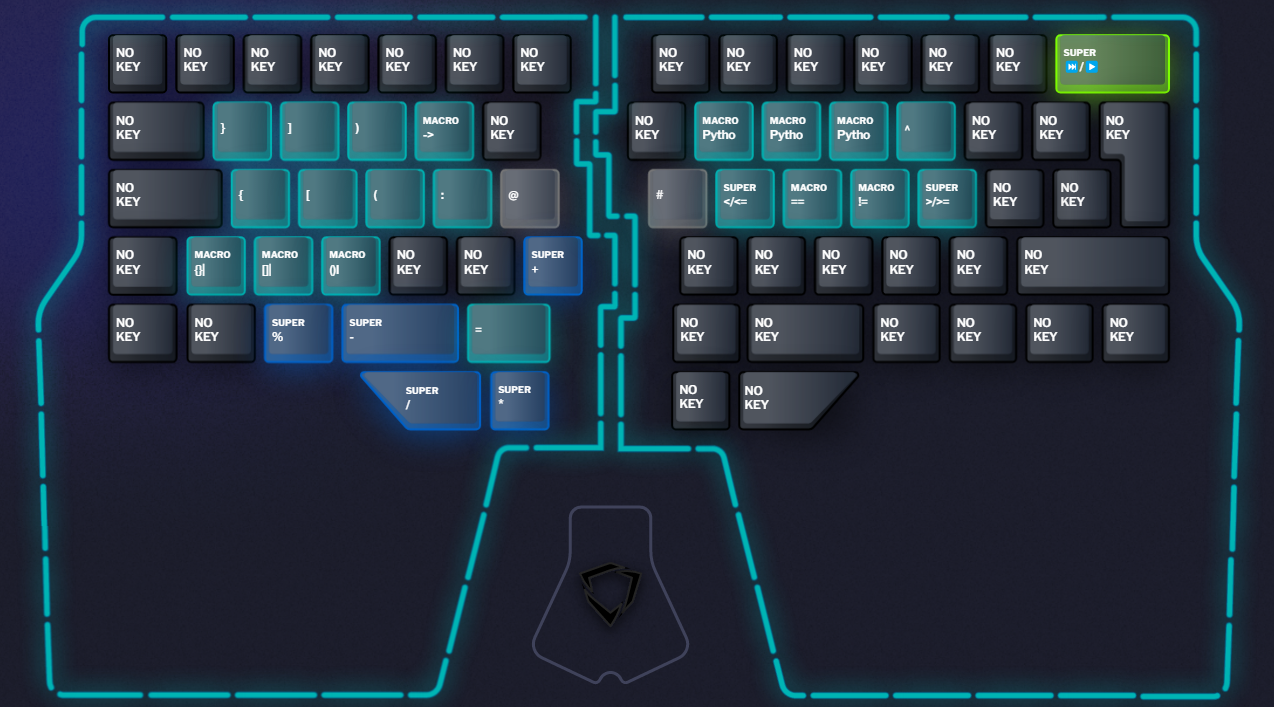 NO KEY NO KEY NO KEY NO KEY NO KEY NO KEY NO KEY NO KEY NO KEY NO KEY NO KEY NO KEY NO KEY SUPER ⏭️ / ▶️
NO KEY } ] ) MACRO -> NO KEY NO KEY MACRO Pytho MACRO Pytho MACRO Pytho ^ NO KEY NO KEY NO KEY
NO KEY { [ ( : @ # SUPER </<= MACRO == MACRO != SUPER >/>= NO KEY NO KEY
NO KEY MACRO {}| MACRO []| MACRO ()| NO KEY NO KEY SUPER + NO KEY NO KEY NO KEY NO KEY NO KEY NO KEY
NO KEY NO KEY SUPER % SUPER - = NO KEY NO KEY NO KEY NO KEY NO KEY NO KEY
SUPER / SUPER * NO KEY NO KEY